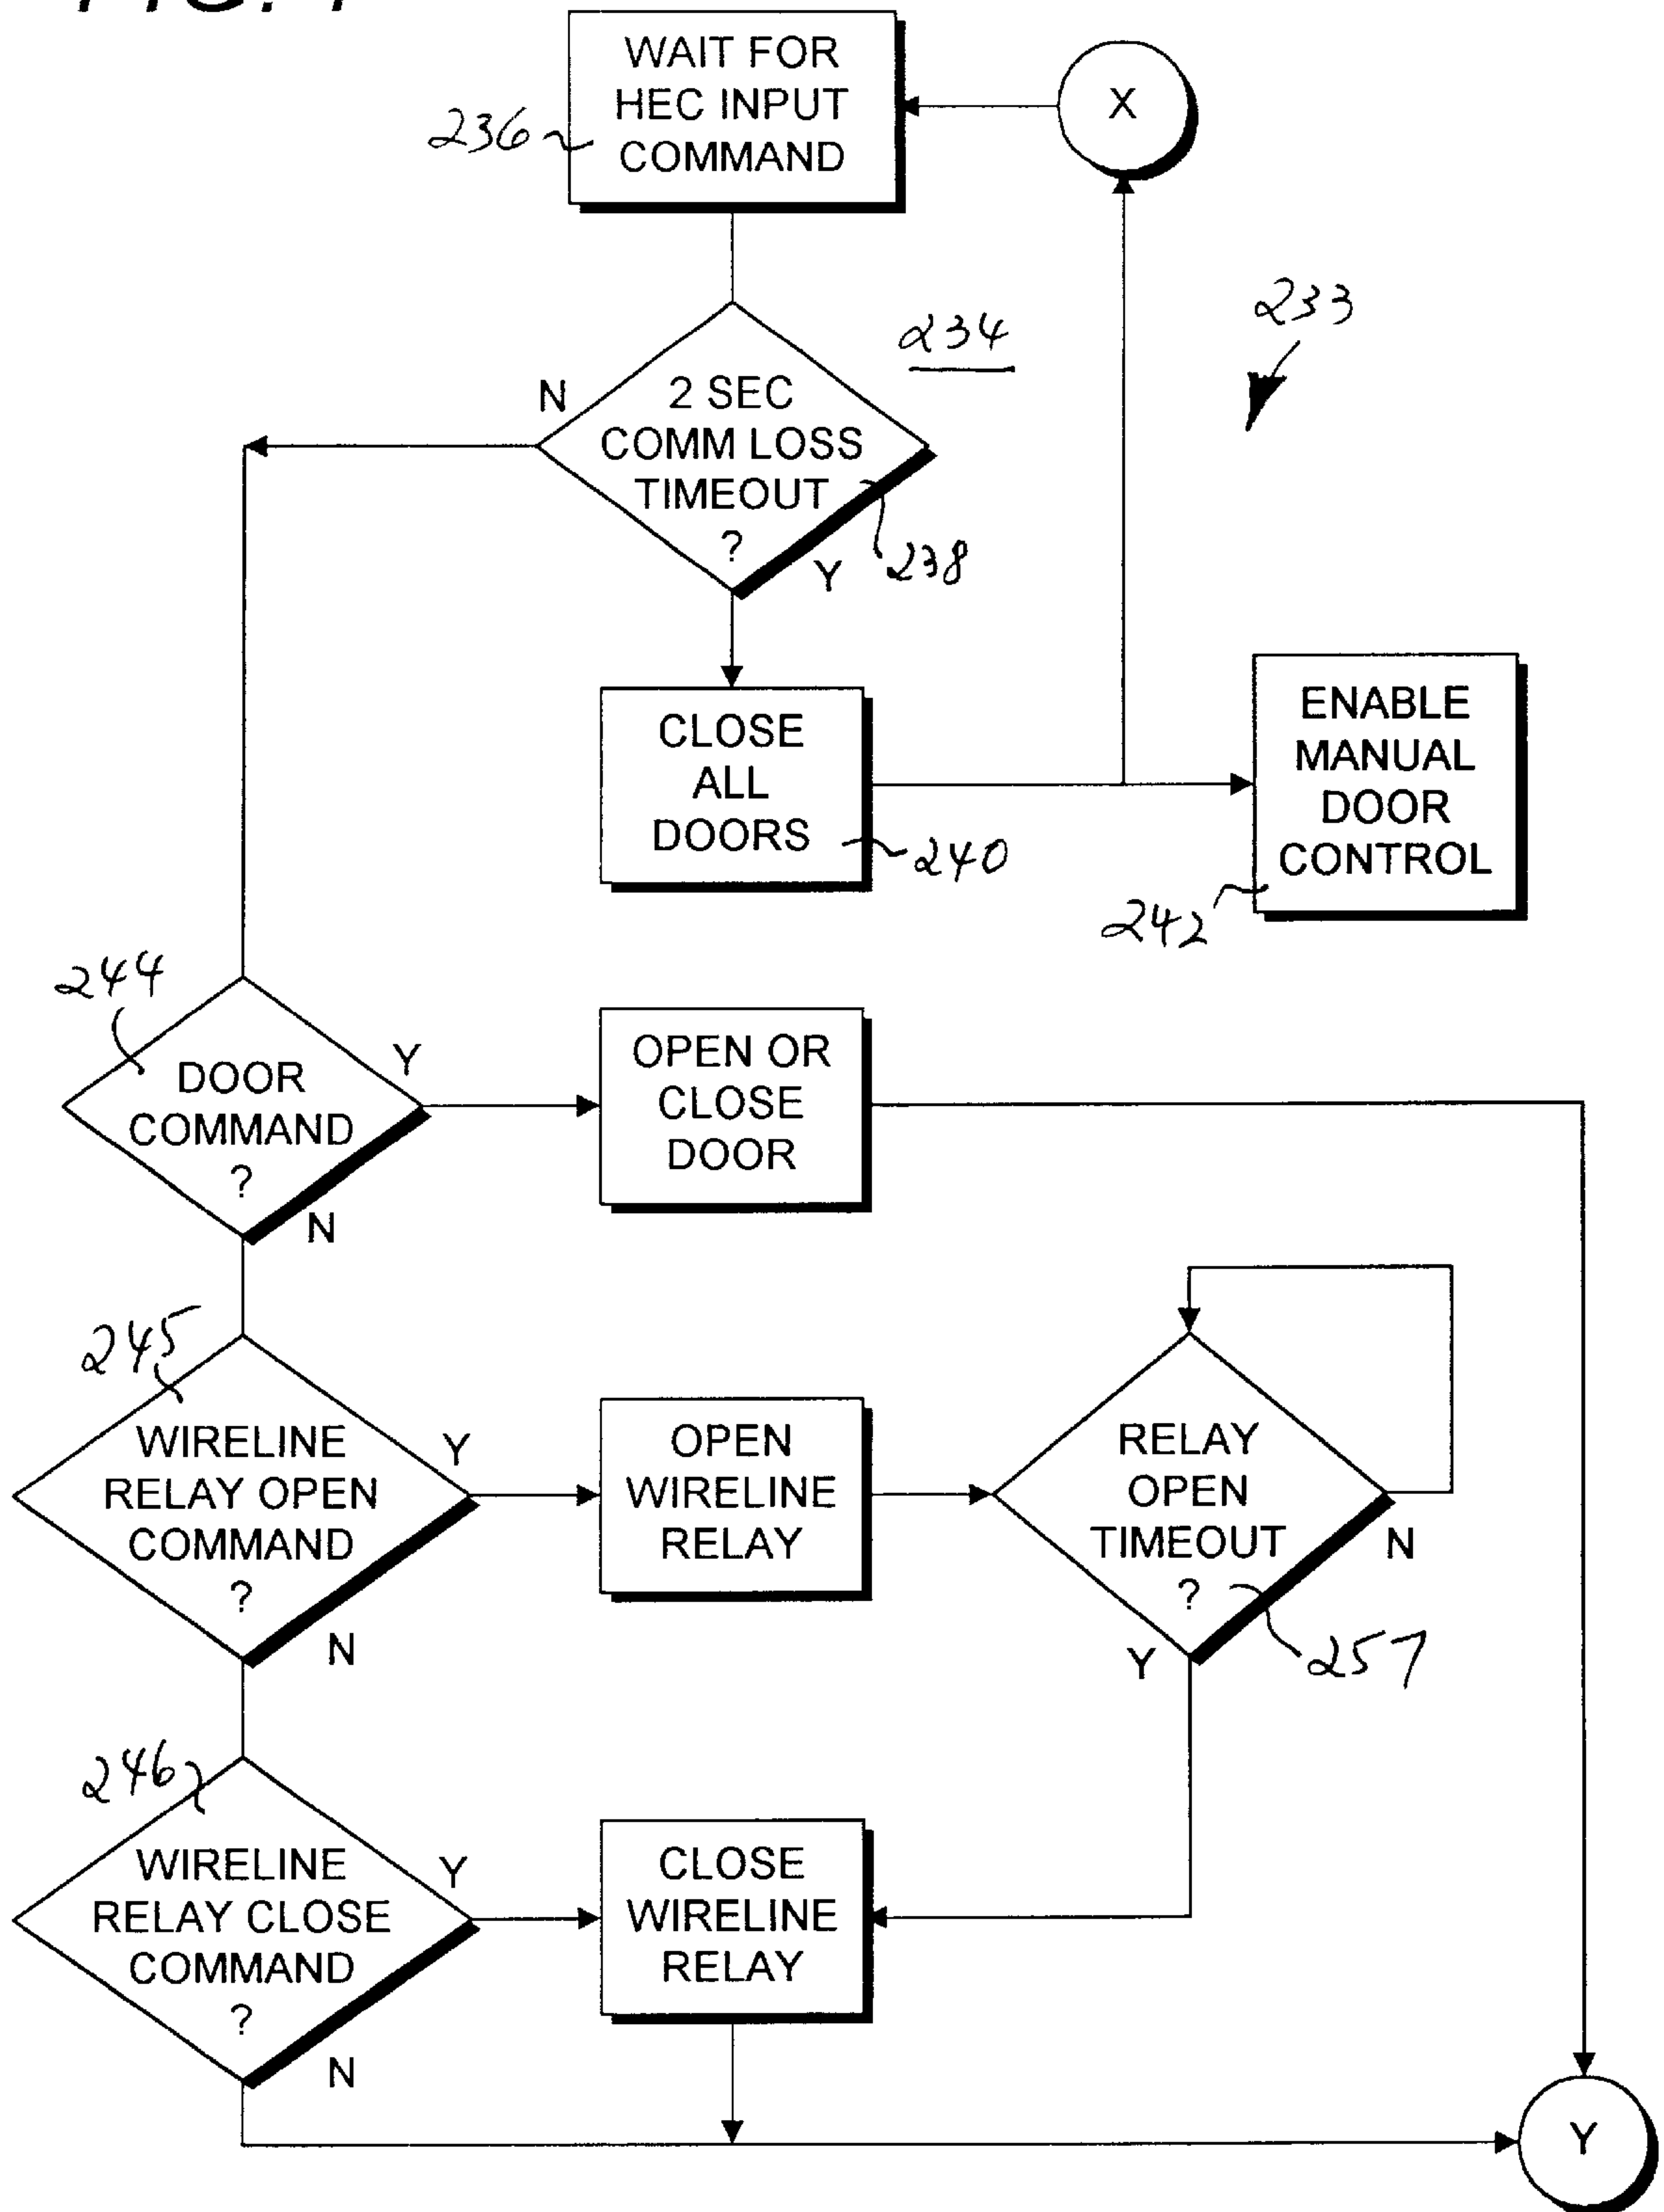 WAIT FOR
HEC INPUT
COMMAND
236
X
233
234
N
2 SEC
COMM LOSS
TIMEOUT
?
Y
238
CLOSE
ALL
DOORS
240
ENABLE
MANUAL
DOOR
CONTROL
242
244
DOOR
COMMAND
?
Y
N
OPEN OR
CLOSE
DOOR
245
WIRELINE
RELAY OPEN
COMMAND
?
Y
N
OPEN
WIRELINE
RELAY
RELAY
OPEN
TIMEOUT
?
N
Y
257
246
WIRELINE
RELAY CLOSE
COMMAND
?
Y
N
CLOSE
WIRELINE
RELAY
Y